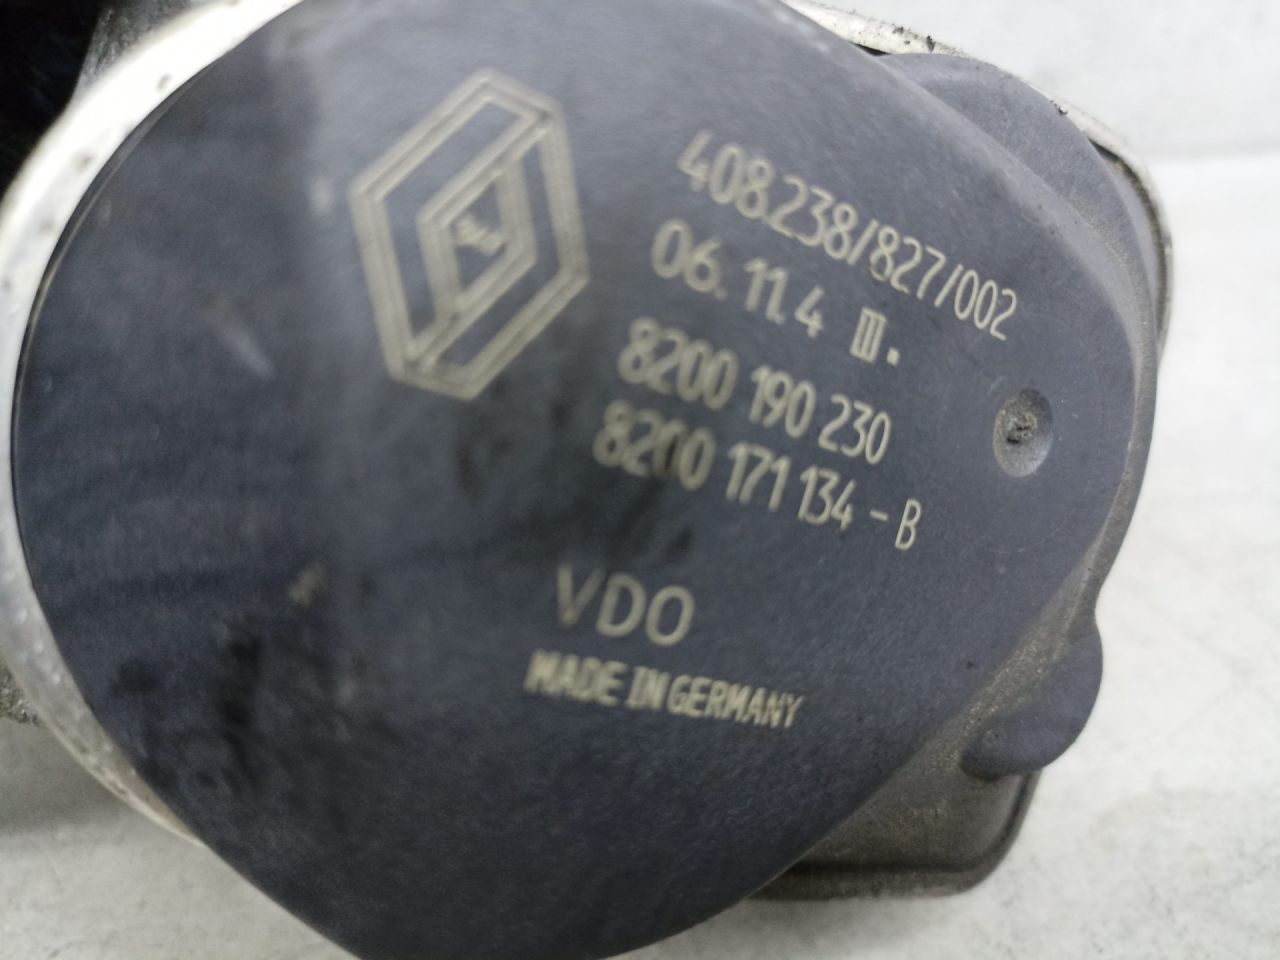 408.238/827/002
06.11.4 III.
8200 190 230
8200 171 134 - B
VDO
MADE IN GERMANY